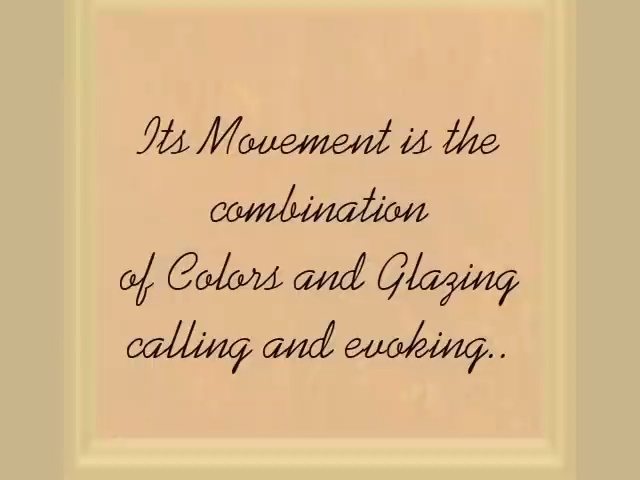 Its Movement is the
combination
of Colors and Glazing
calling and evoking..